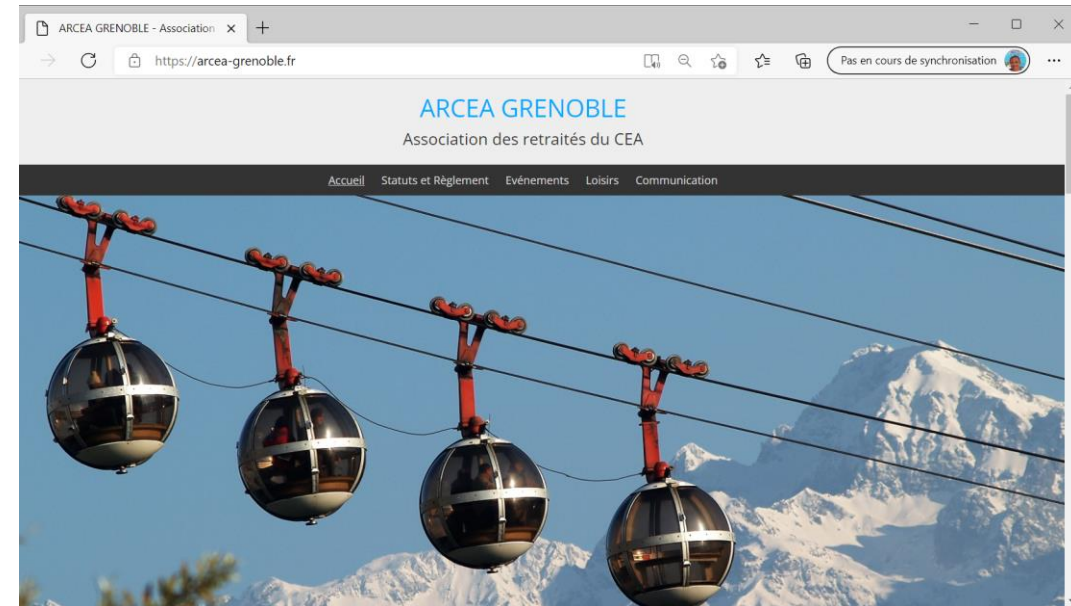 ARCEA GRENOBLE - Association
https://arcea-grenoble.fr
Pas en cours de synchronisation
ARCEA GRENOBLE
Association des retraités du CEA
Accueil Statuts et Règlement Evénements Loisirs Communication